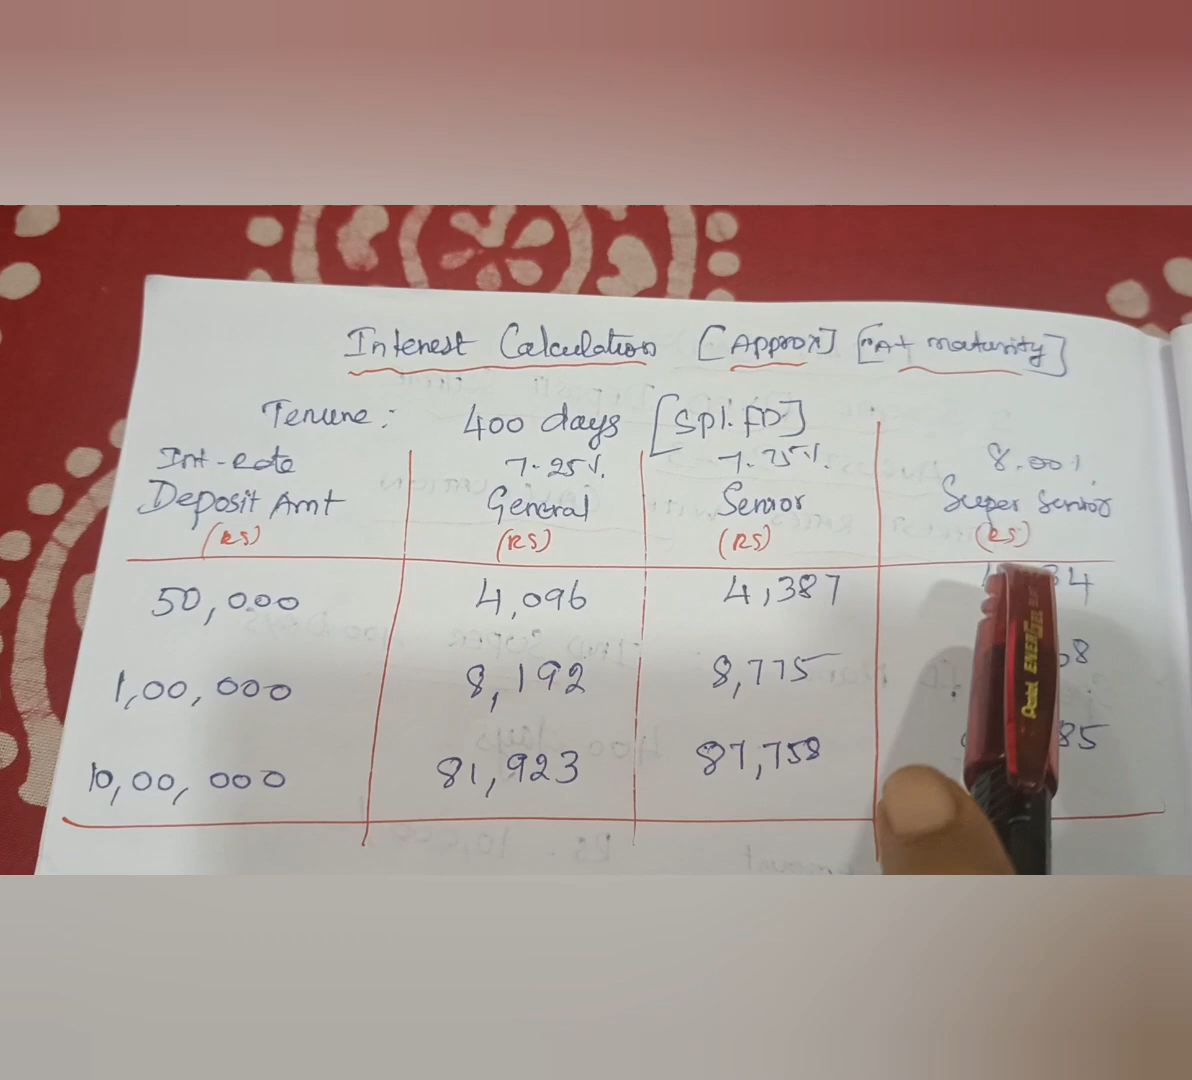 Interest Calculation [Approx] [At maturity]
Tenure: 400 days [Spl. FD]
Int-Rate 7.25% 7.75% 8.00%
Deposit Amt General Senior Super Senior
(RS) (RS) (RS) (RS)
50,000 4,096 4,387
1,00,000 8,192 8,775
10,00,000 81,923 87,758
Pentel ENERGEL